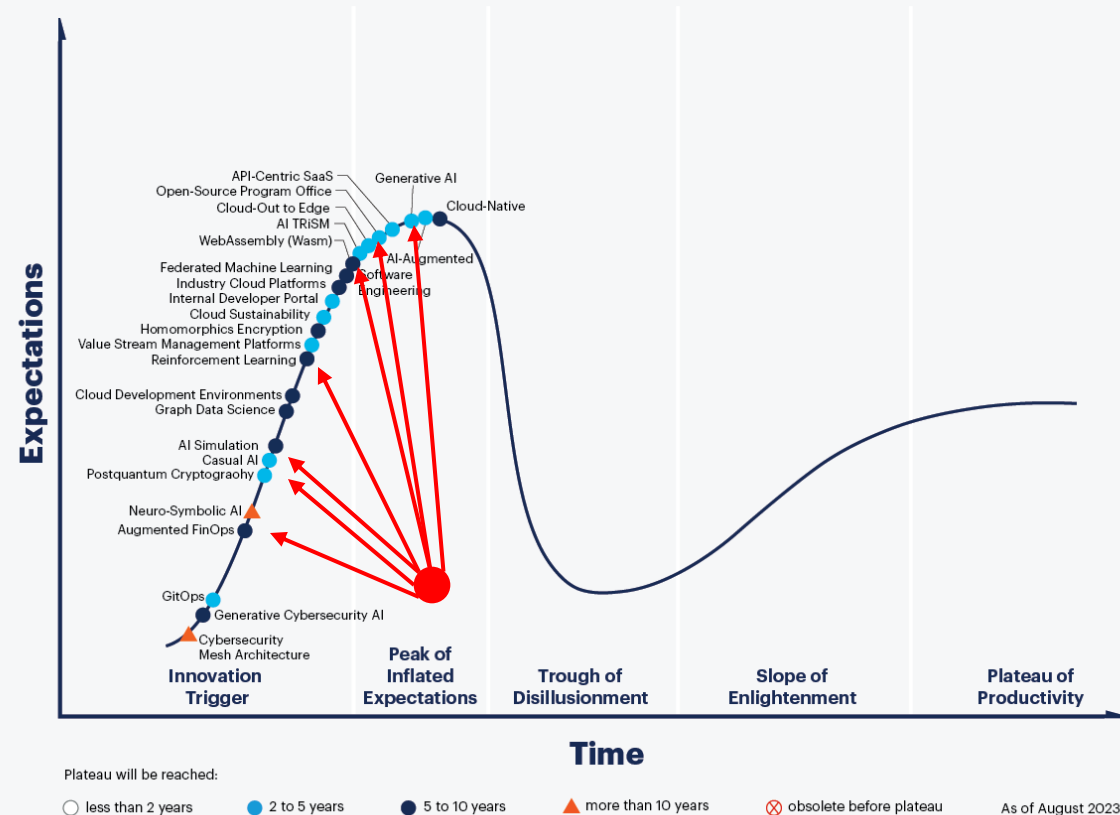 Expectations
API-Centric SaaS
Generative AI
Open-Source Program Office
Cloud-Native
Cloud-Out to Edge
AI TRiSM
WebAssembly (Wasm)
AI-Augmented
Software
Engineering
Federated Machine Learning
Industry Cloud Platforms
Internal Developer Portal
Cloud Sustainability
Homomorphics Encryption
Value Stream Management Platforms
Reinforcement Learning
Cloud Development Environments
Graph Data Science
AI Simulation
Casual AI
Postquantum Cryptograohy
Neuro-Symbolic AI
Augmented FinOps
GitOps
Generative Cybersecurity AI
Cybersecurity
Mesh Architecture
Innovation
Trigger
Peak of
Inflated
Expectations
Trough of
Disillusionment
Slope of
Enlightenment
Plateau of
Productivity
Time
Plateau will be reached:
less than 2 years
2 to 5 years
5 to 10 years
more than 10 years
obsolete before plateau
As of August 2023